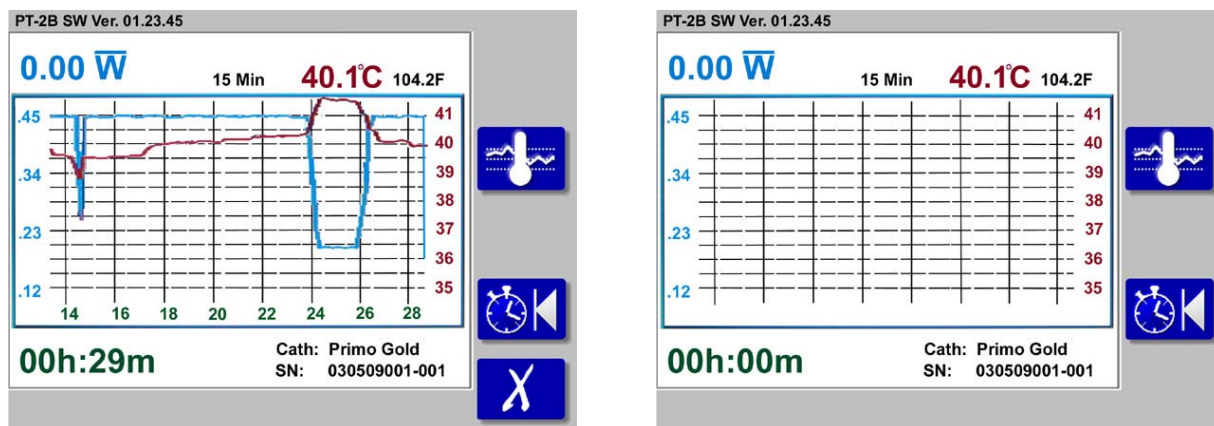 PT-2B SW Ver. 01.23.45
0.00 W 15 Min 40.1°C 104.2F
.45 41
40
.34 39
38
.23 37
36
.12 35
14 16 18 20 22 24 26 28
00h:29m
Cath: Primo Gold
SN: 030509001-001
X
PT-2B SW Ver. 01.23.45
0.00 W 15 Min 40.1°C 104.2F
.45 41
40
.34 39
38
.23 37
36
.12 35
00h:00m
Cath: Primo Gold
SN: 030509001-001